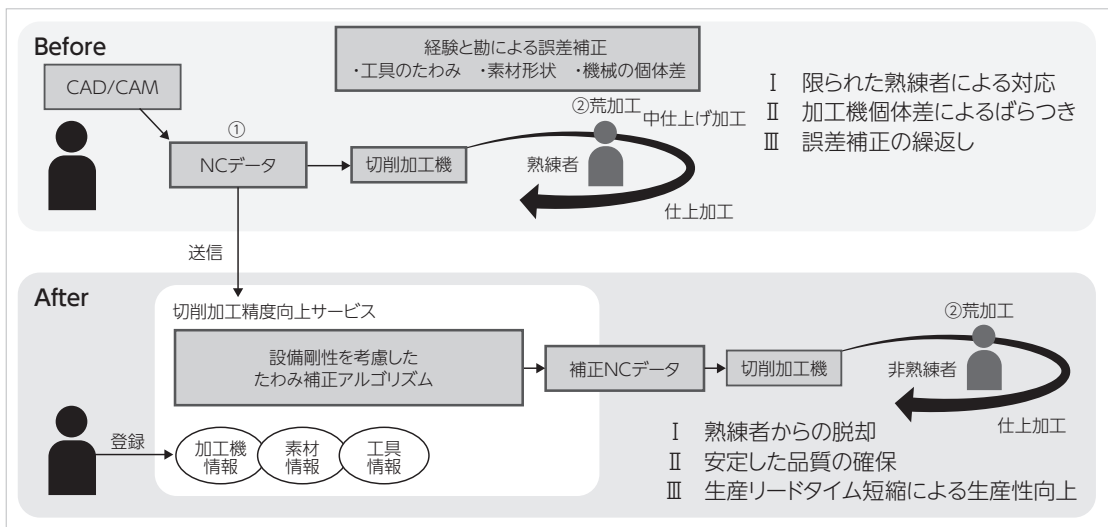 Before
CAD/CAM
経験と勘による誤差補正
・工具のたわみ ・素材形状 ・機械の個体差
①
NCデータ
切削加工機
②荒加工
中仕上げ加工
熟練者
仕上加工
Ⅰ 限られた熟練者による対応
Ⅱ 加工機個体差によるばらつき
Ⅲ 誤差補正の繰返し
送信
After
切削加工精度向上サービス
設備剛性を考慮した
たわみ補正アルゴリズム
補正NCデータ
切削加工機
②荒加工
非熟練者
仕上加工
登録
加工機
情報
素材
情報
工具
情報
Ⅰ 熟練者からの脱却
Ⅱ 安定した品質の確保
Ⅲ 生産リードタイム短縮による生産性向上